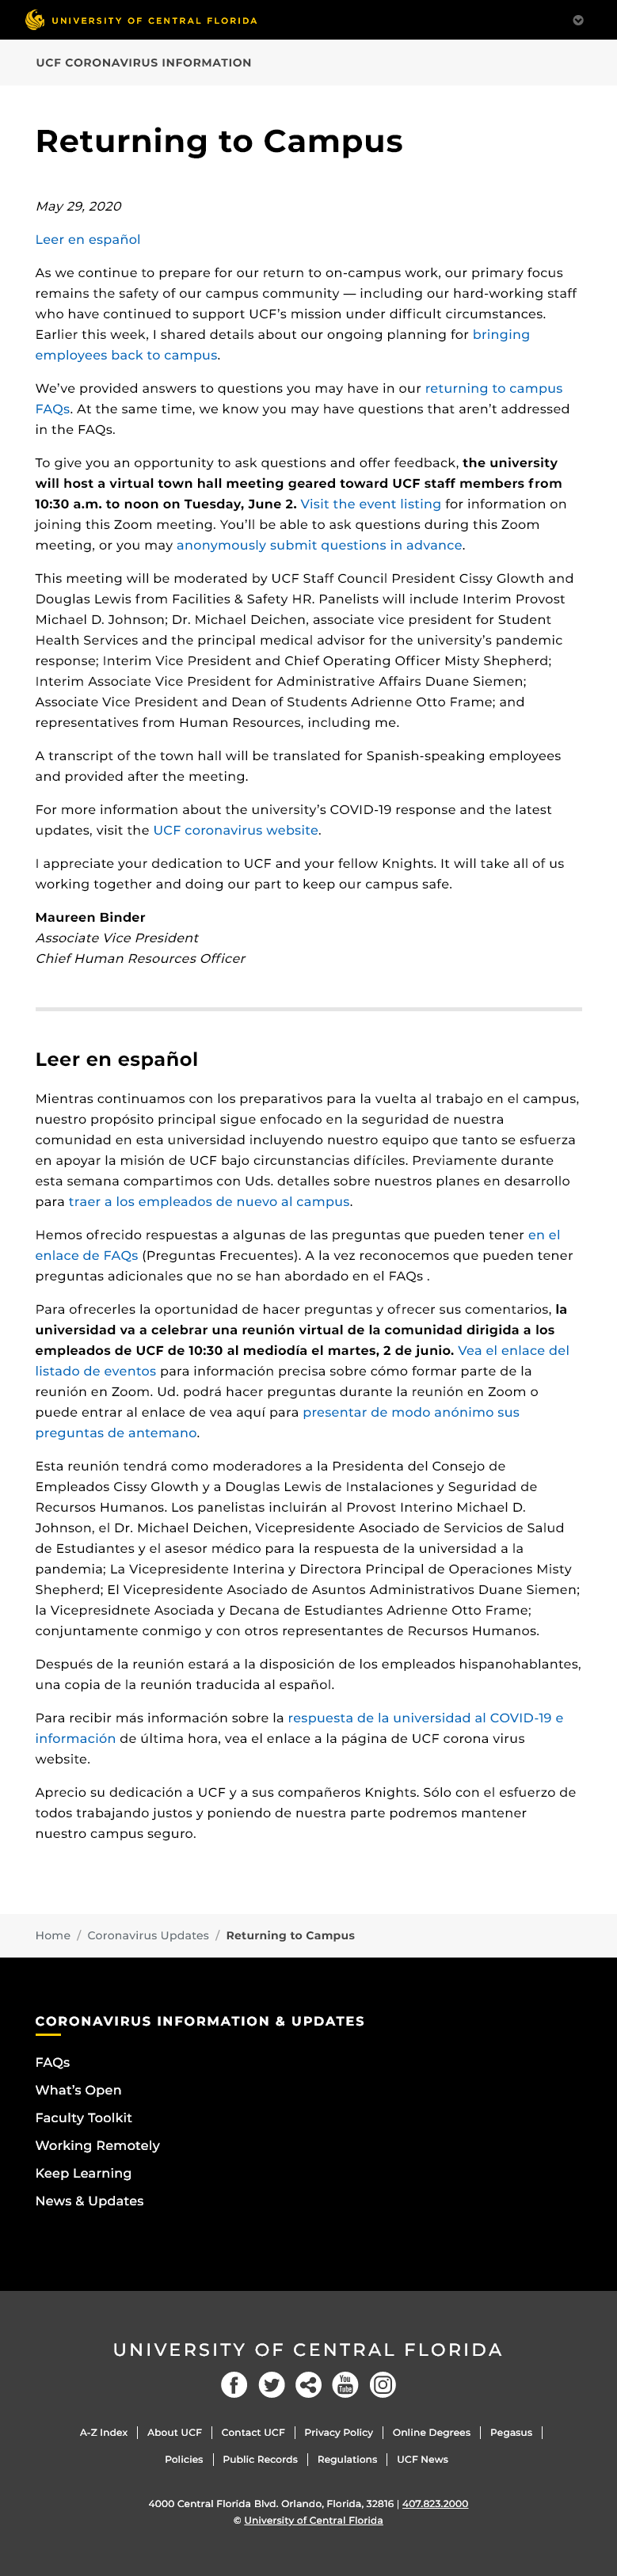 UNIVERSITY OF CENTRAL FLORIDA
UCF CORONAVIRUS INFORMATION
Returning to Campus
May 29, 2020
Leer en español
As we continue to prepare for our return to on-campus work, our primary focus
remains the safety of our campus community — including our hard-working staff
who have continued to support UCF’s mission under difficult circumstances.
Earlier this week, I shared details about our ongoing planning for bringing
employees back to campus.
We’ve provided answers to questions you may have in our returning to campus
FAQs. At the same time, we know you may have questions that aren’t addressed
in the FAQs.
To give you an opportunity to ask questions and offer feedback, the university
will host a virtual town hall meeting geared toward UCF staff members from
10:30 a.m. to noon on Tuesday, June 2. Visit the event listing for information on
joining this Zoom meeting. You’ll be able to ask questions during this Zoom
meeting, or you may anonymously submit questions in advance.
This meeting will be moderated by UCF Staff Council President Cissy Glowth and
Douglas Lewis from Facilities & Safety HR. Panelists will include Interim Provost
Michael D. Johnson; Dr. Michael Deichen, associate vice president for Student
Health Services and the principal medical advisor for the university’s pandemic
response; Interim Vice President and Chief Operating Officer Misty Shepherd;
Interim Associate Vice President for Administrative Affairs Duane Siemen;
Associate Vice President and Dean of Students Adrienne Otto Frame; and
representatives from Human Resources, including me.
A transcript of the town hall will be translated for Spanish-speaking employees
and provided after the meeting.
For more information about the university’s COVID-19 response and the latest
updates, visit the UCF coronavirus website.
I appreciate your dedication to UCF and your fellow Knights. It will take all of us
working together and doing our part to keep our campus safe.
Maureen Binder
Associate Vice President
Chief Human Resources Officer
Leer en español
Mientras continuamos con los preparativos para la vuelta al trabajo en el campus,
nuestro propósito principal sigue enfocado en la seguridad de nuestra
comunidad en esta universidad incluyendo nuestro equipo que tanto se esfuerza
en apoyar la misión de UCF bajo circunstancias difíciles. Previamente durante
esta semana compartimos con Uds. detalles sobre nuestros planes en desarrollo
para traer a los empleados de nuevo al campus.
Hemos ofrecido respuestas a algunas de las preguntas que pueden tener en el
enlace de FAQs (Preguntas Frecuentes). A la vez reconocemos que pueden tener
preguntas adicionales que no se han abordado en el FAQs .
Para ofrecerles la oportunidad de hacer preguntas y ofrecer sus comentarios, la
universidad va a celebrar una reunión virtual de la comunidad dirigida a los
empleados de UCF de 10:30 al mediodía el martes, 2 de junio. Vea el enlace del
listado de eventos para información precisa sobre cómo formar parte de la
reunión en Zoom. Ud. podrá hacer preguntas durante la reunión en Zoom o
puede entrar al enlace de vea aquí para presentar de modo anónimo sus
preguntas de antemano.
Esta reunión tendrá como moderadores a la Presidenta del Consejo de
Empleados Cissy Glowth y a Douglas Lewis de Instalaciones y Seguridad de
Recursos Humanos. Los panelistas incluirán al Provost Interino Michael D.
Johnson, el Dr. Michael Deichen, Vicepresidente Asociado de Servicios de Salud
de Estudiantes y el asesor médico para la respuesta de la universidad a la
pandemia; La Vicepresidente Interina y Directora Principal de Operaciones Misty
Shepherd; El Vicepresidente Asociado de Asuntos Administrativos Duane Siemen;
la Vicepresidnete Asociada y Decana de Estudiantes Adrienne Otto Frame;
conjuntamente conmigo y con otros representantes de Recursos Humanos.
Después de la reunión estará a la disposición de los empleados hispanohablantes,
una copia de la reunión traducida al español.
Para recibir más información sobre la respuesta de la universidad al COVID-19 e
información de última hora, vea el enlace a la página de UCF corona virus
website.
Aprecio su dedicación a UCF y a sus compañeros Knights. Sólo con el esfuerzo de
todos trabajando justos y poniendo de nuestra parte podremos mantener
nuestro campus seguro.
Home / Coronavirus Updates / Returning to Campus
CORONAVIRUS INFORMATION & UPDATES
FAQs
What’s Open
Faculty Toolkit
Working Remotely
Keep Learning
News & Updates
UNIVERSITY OF CENTRAL FLORIDA
You Tube
A-Z Index | About UCF | Contact UCF | Privacy Policy | Online Degrees | Pegasus |
Policies | Public Records | Regulations | UCF News
4000 Central Florida Blvd. Orlando, Florida, 32816 | 407.823.2000
© University of Central Florida